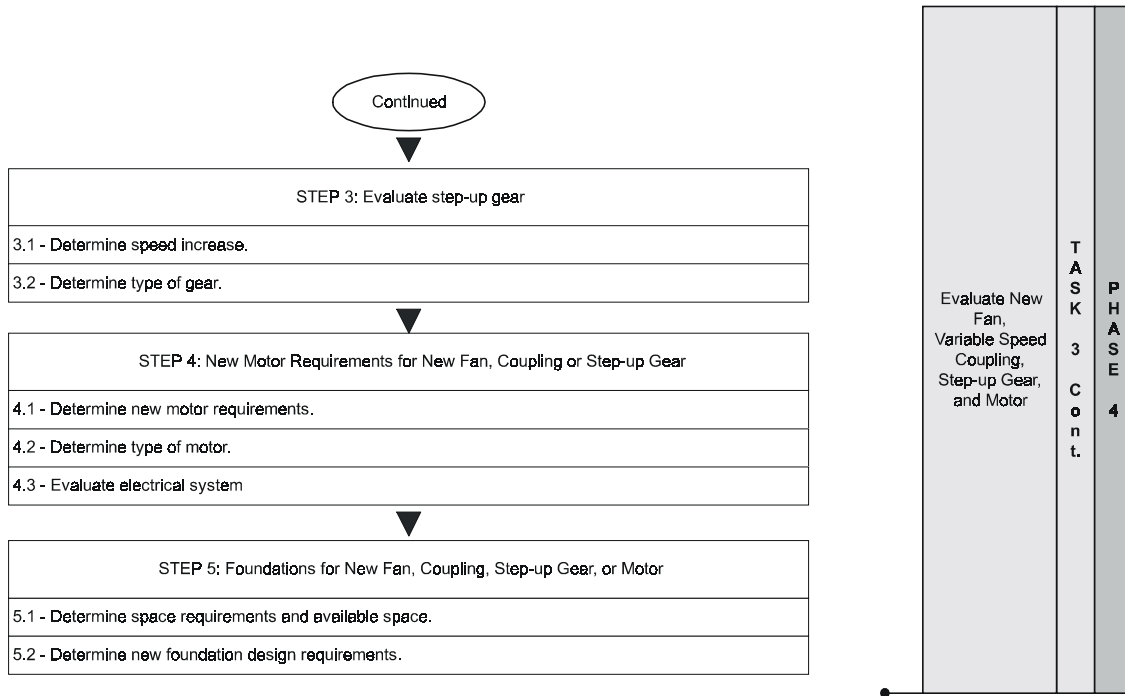 Continued
STEP 3: Evaluate step-up gear
3.1 - Determine speed increase.
3.2 - Determine type of gear.
STEP 4: New Motor Requirements for New Fan, Coupling or Step-up Gear
4.1 - Determine new motor requirements.
4.2 - Determine type of motor.
4.3 - Evaluate electrical system
STEP 5: Foundations for New Fan, Coupling, Step-up Gear, or Motor
5.1 - Determine space requirements and available space.
5.2 - Determine new foundation design requirements.
Evaluate New
Fan,
Variable Speed
Coupling,
Step-up Gear,
and Motor
TASK 3 Cont.
PHASE 4